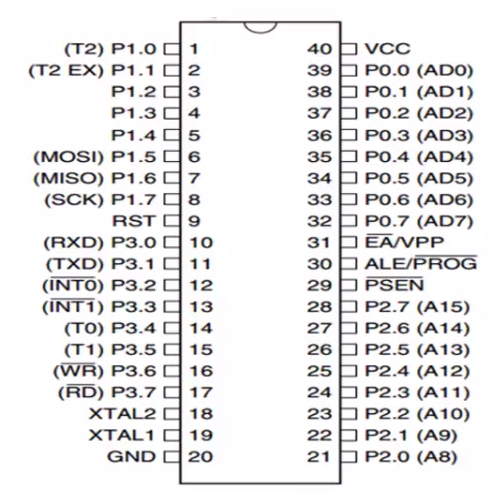 (T2) P1.0 1 40 VCC
(T2 EX) P1.1 2 39 P0.0 (AD0)
P1.2 3 38 P0.1 (AD1)
P1.3 4 37 P0.2 (AD2)
P1.4 5 36 P0.3 (AD3)
(MOSI) P1.5 6 35 P0.4 (AD4)
(MISO) P1.6 7 34 P0.5 (AD5)
(SCK) P1.7 8 33 P0.6 (AD6)
RST 9 32 P0.7 (AD7)
(RXD) P3.0 10 31 E̅A̅/VPP
(TXD) P3.1 11 30 ALE/P̅R̅O̅G̅
(I̅N̅T̅0̅) P3.2 12 29 P̅S̅E̅N̅
(I̅N̅T̅1̅) P3.3 13 28 P2.7 (A15)
(T0) P3.4 14 27 P2.6 (A14)
(T1) P3.5 15 26 P2.5 (A13)
(W̅R̅) P3.6 16 25 P2.4 (A12)
(R̅D̅) P3.7 17 24 P2.3 (A11)
XTAL2 18 23 P2.2 (A10)
XTAL1 19 22 P2.1 (A9)
GND 20 21 P2.0 (A8)